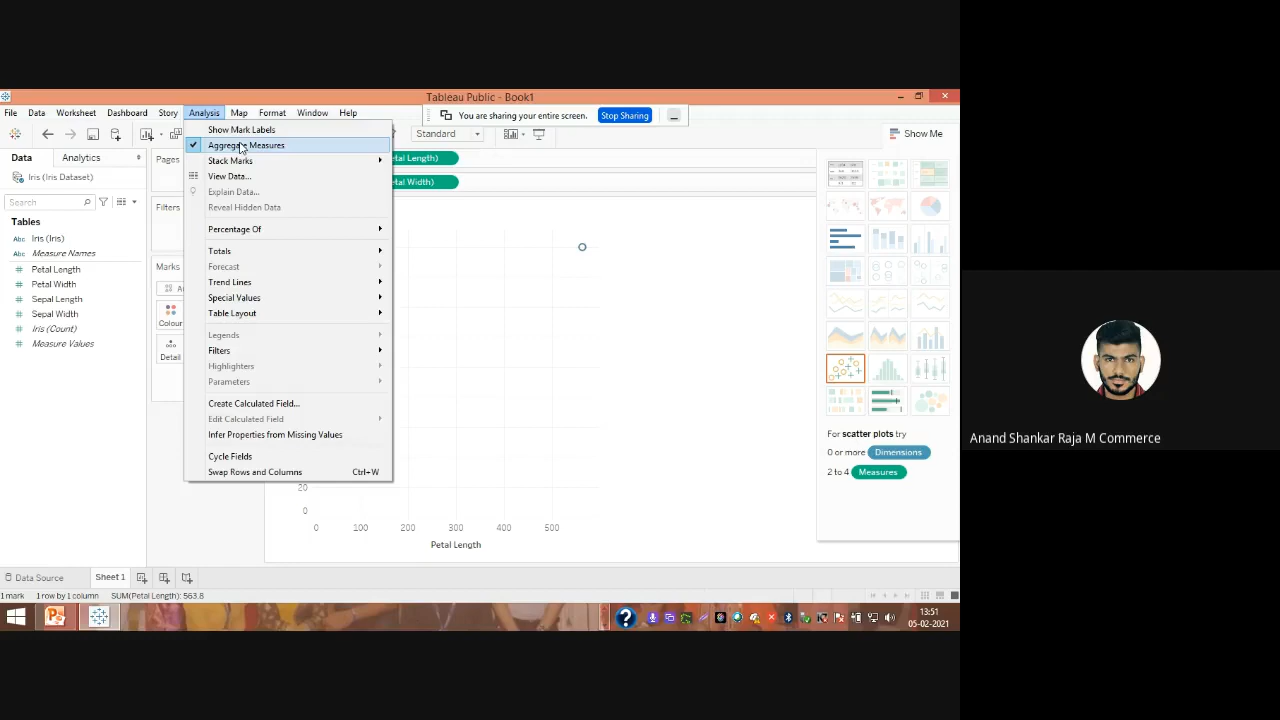 Tableau Public - Book1
File Data Worksheet Dashboard Story Analysis Map Format Window Help
You are sharing your entire screen. Stop Sharing
Standard
Show Me
Data Analytics
Pages
Iris (Iris Dataset)
Search
Filters
Tables
Abc Iris (Iris)
Abc Measure Names
Petal Length
Petal Width
Sepal Length
Sepal Width
Iris (Count)
Measure Values
Marks
Colour
Detail
Show Mark Labels
Aggregate Measures
Stack Marks
View Data...
Explain Data...
Reveal Hidden Data
Percentage Of
Totals
Forecast
Trend Lines
Special Values
Table Layout
Legends
Filters
Highlighters
Parameters
Create Calculated Field...
Edit Calculated Field
Infer Properties from Missing Values
Cycle Fields
Swap Rows and Columns Ctrl+W
etal Length)
etal Width)
20
0
0 100 200 300 400 500
Petal Length
For scatter plots try
0 or more Dimensions
2 to 4 Measures
Anand Shankar Raja M Commerce
Data Source Sheet 1
1 mark 1 row by 1 column SUM(Petal Length): 563.8
13:51
05-02-2021